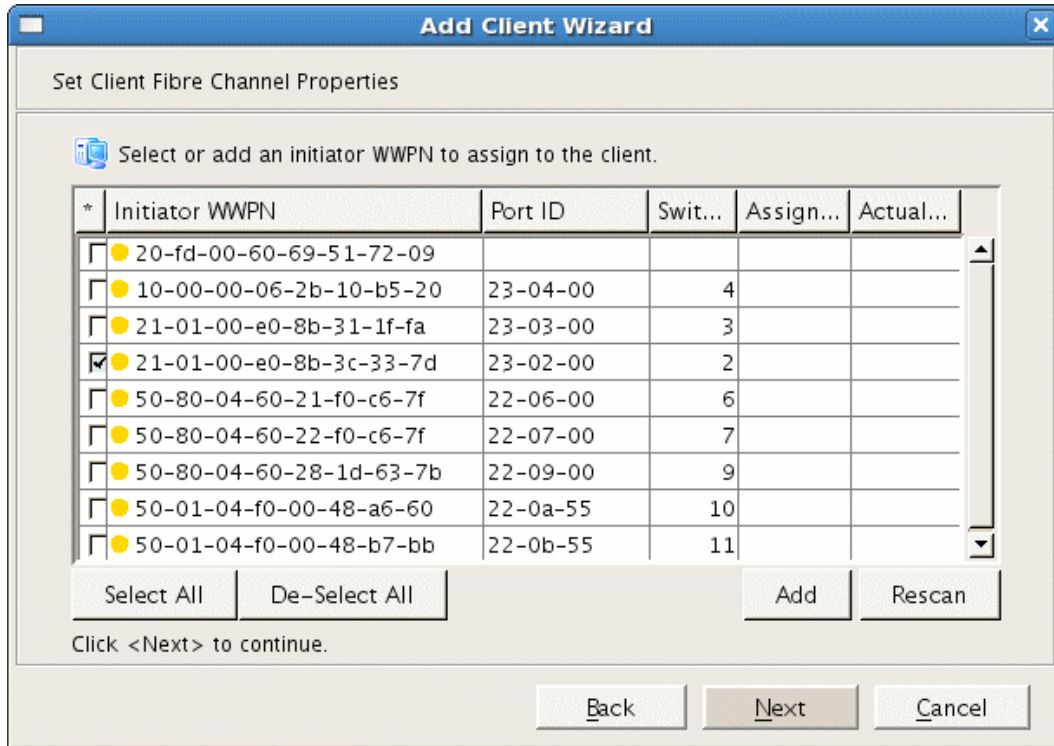 Add Client Wizard
Set Client Fibre Channel Properties
Select or add an initiator WWPN to assign to the client.
* Initiator WWPN Port ID Swit... Assign... Actual...
20-fd-00-60-69-51-72-09
10-00-00-06-2b-10-b5-20 23-04-00 4
21-01-00-e0-8b-31-1f-fa 23-03-00 3
21-01-00-e0-8b-3c-33-7d 23-02-00 2
50-80-04-60-21-f0-c6-7f 22-06-00 6
50-80-04-60-22-f0-c6-7f 22-07-00 7
50-80-04-60-28-1d-63-7b 22-09-00 9
50-01-04-f0-00-48-a6-60 22-0a-55 10
50-01-04-f0-00-48-b7-bb 22-0b-55 11
Select All De-Select All Add Rescan
Click <Next> to continue.
Back Next Cancel